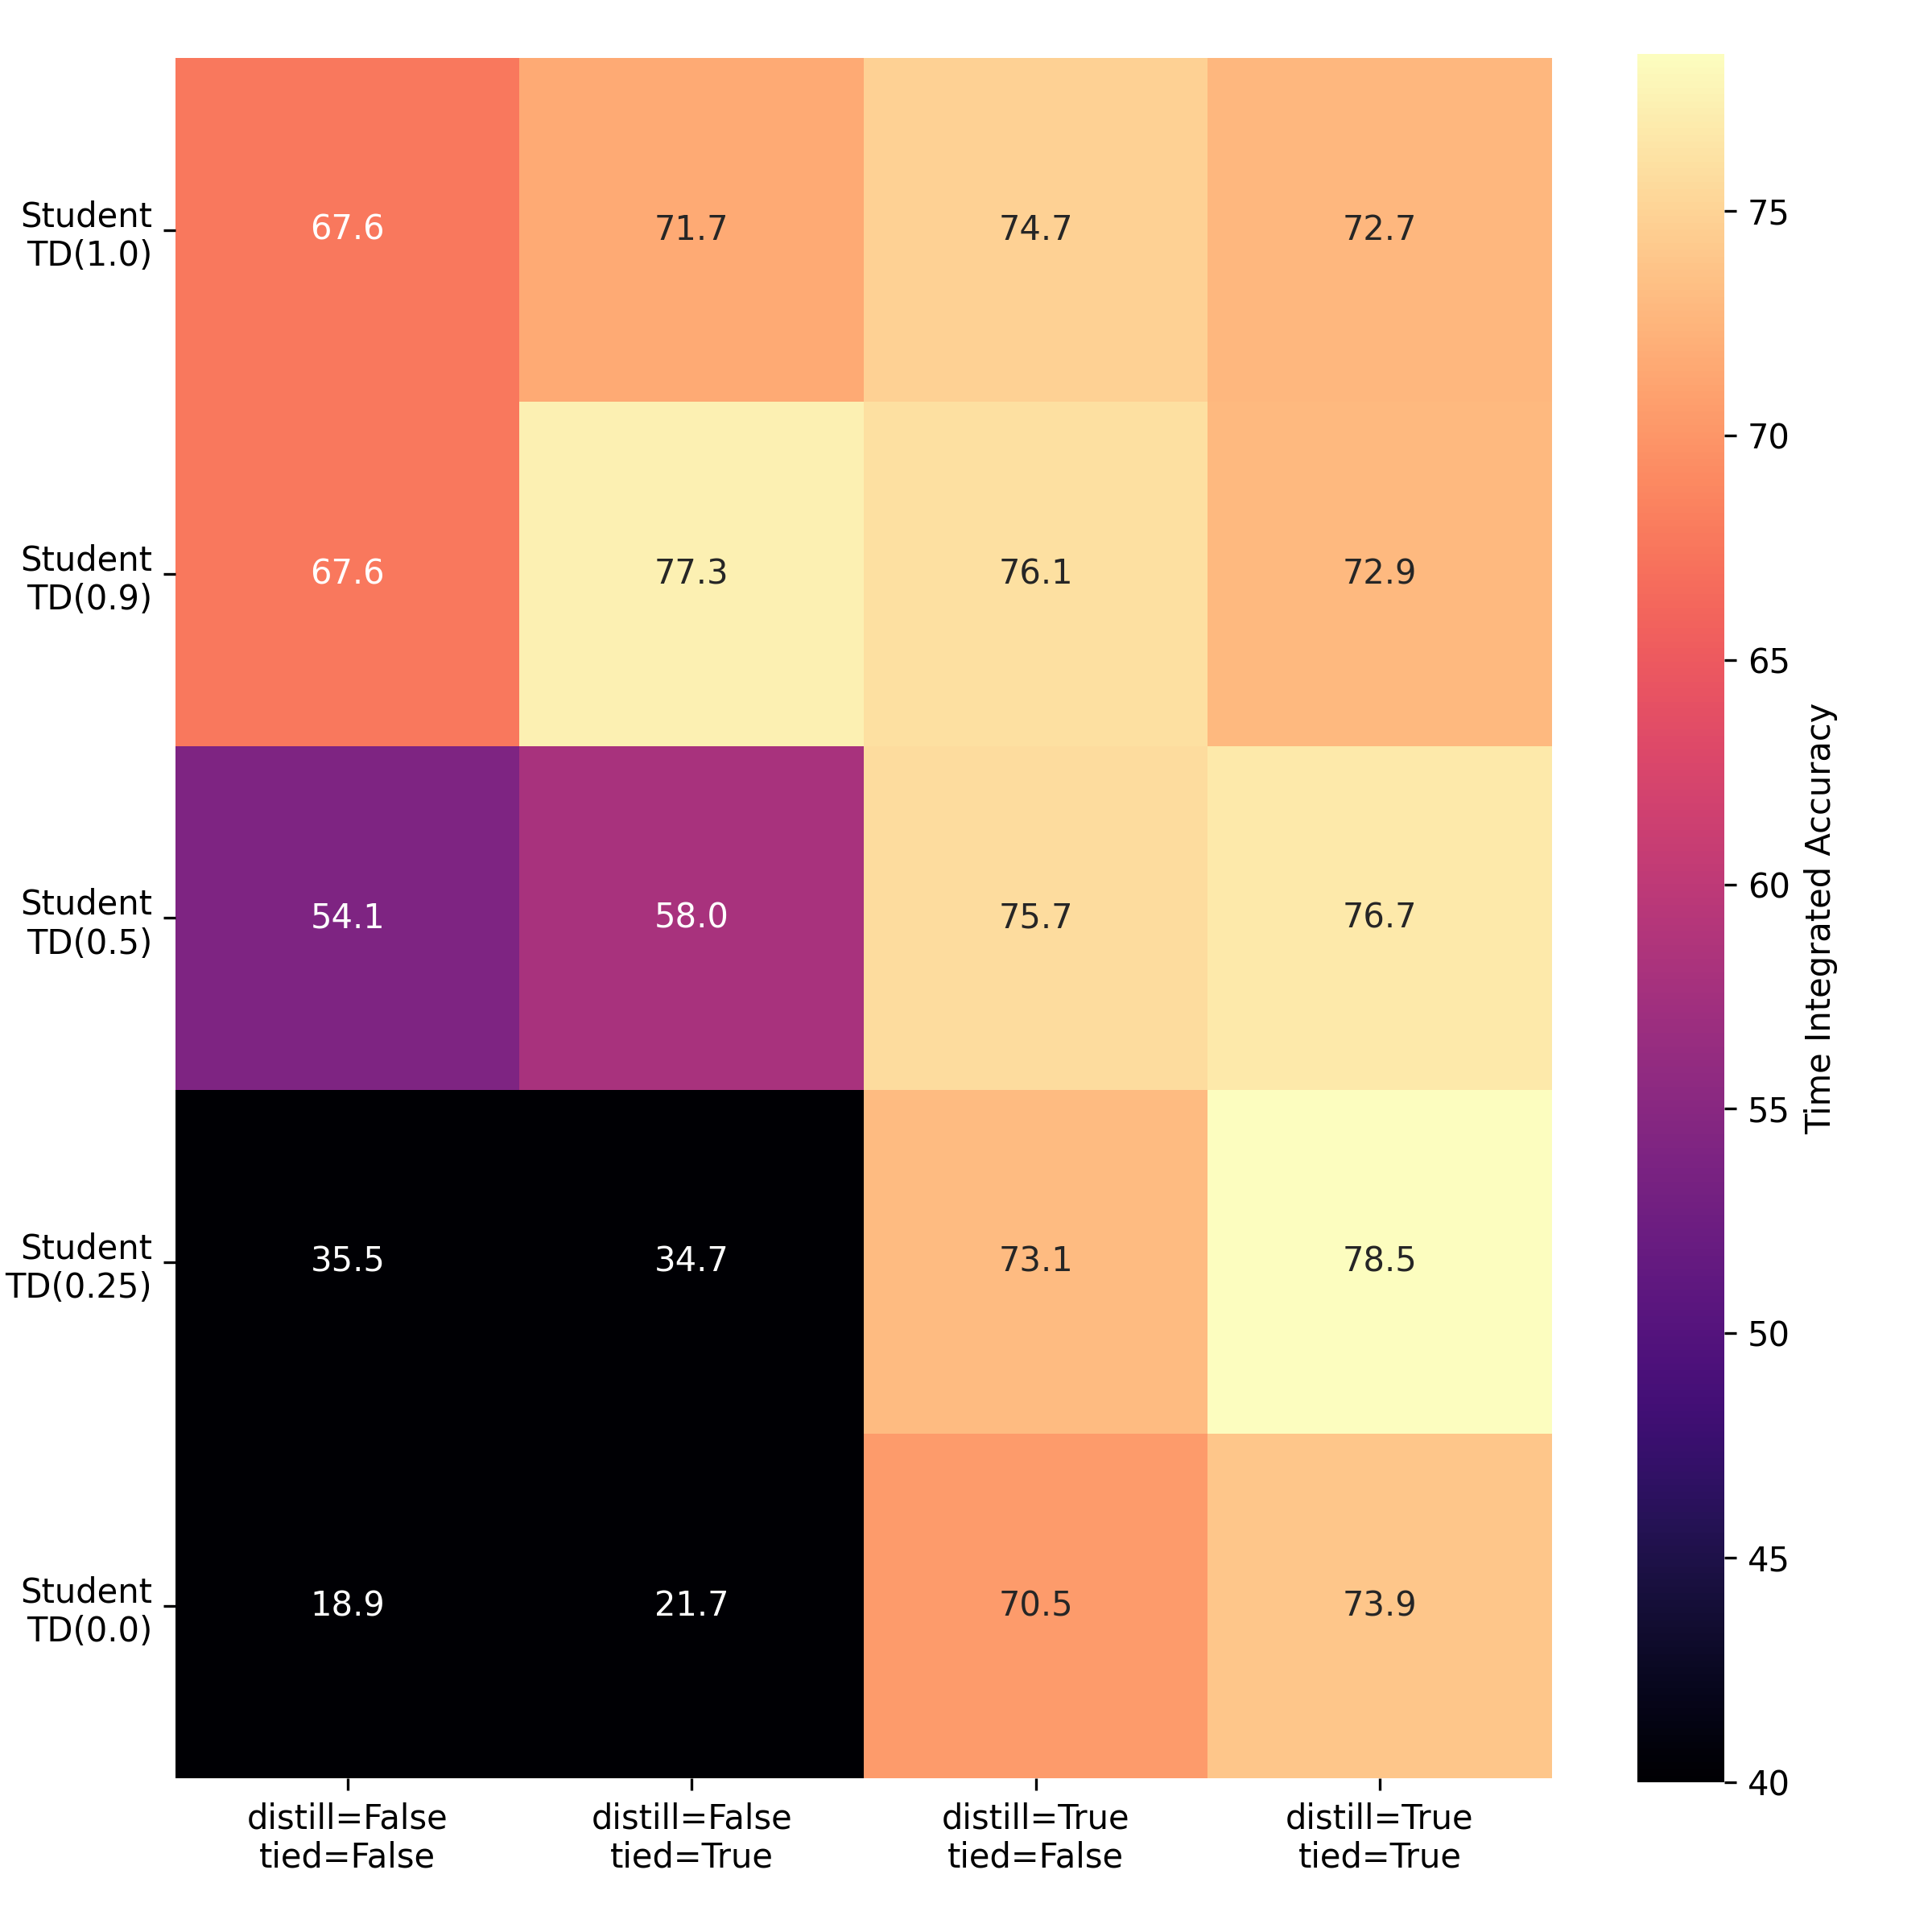 Student
TD(1.0)
67.6
71.7
74.7
72.7
Student
TD(0.9)
67.6
77.3
76.1
72.9
Student
TD(0.5)
54.1
58.0
75.7
76.7
Student
TD(0.25)
35.5
34.7
73.1
78.5
Student
TD(0.0)
18.9
21.7
70.5
73.9
distill=False
tied=False
distill=False
tied=True
distill=True
tied=False
distill=True
tied=True
75
70
65
60
55
50
45
40
Time Integrated Accuracy